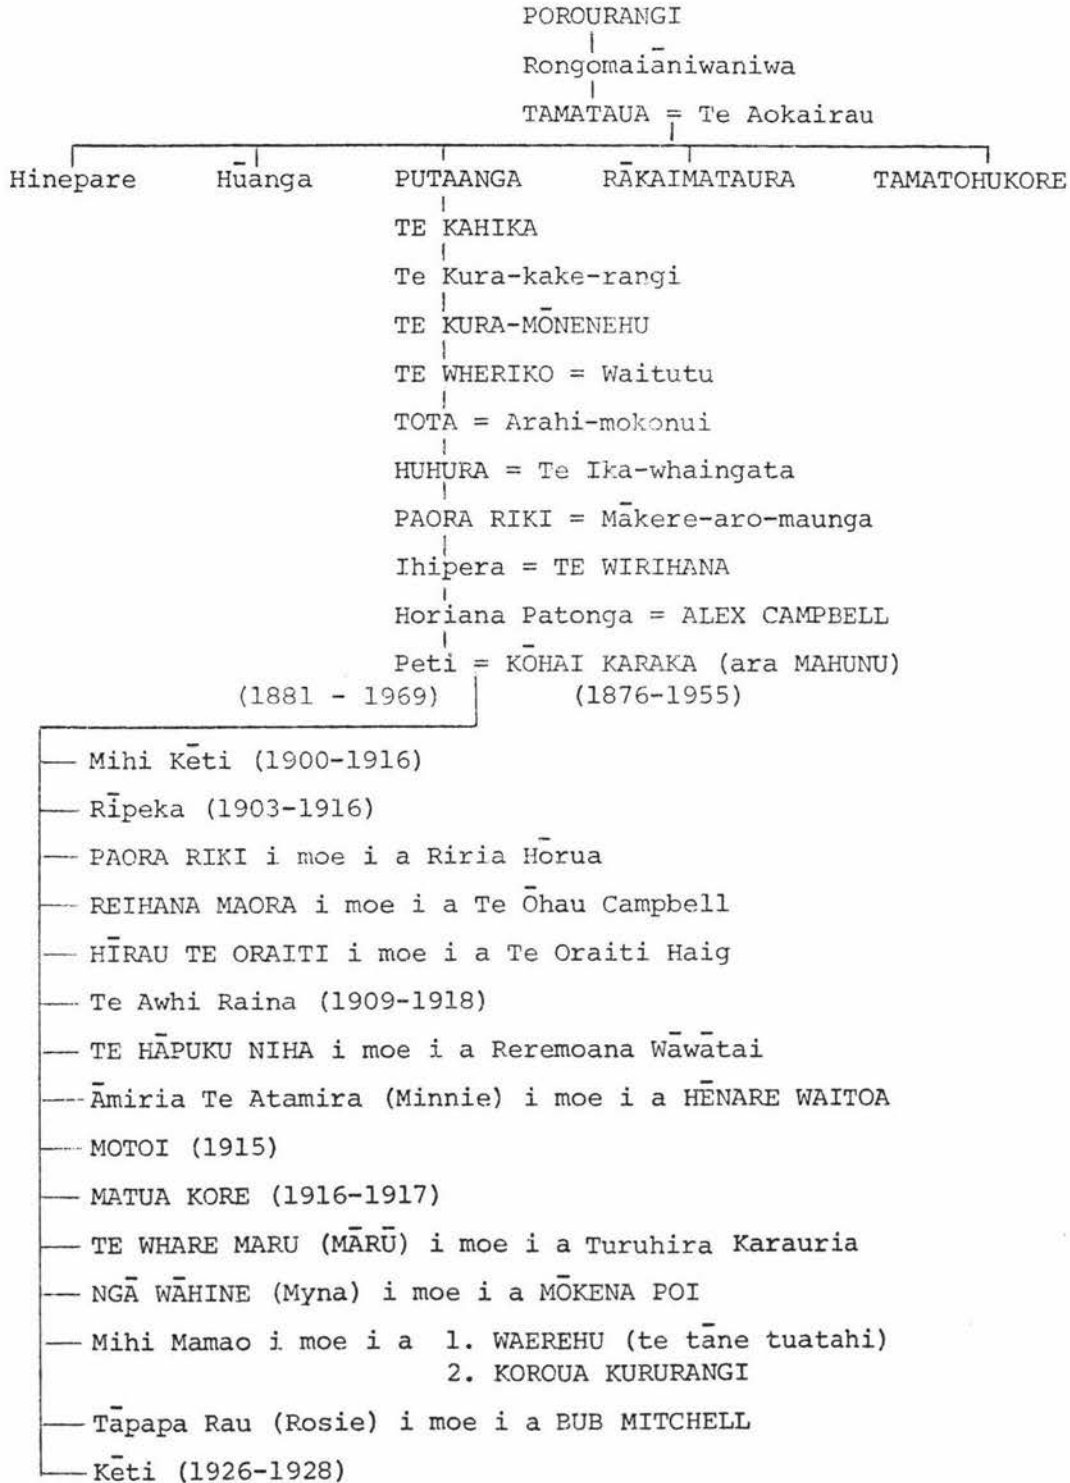 POROURANGI
Rongomaiāniwaniwa
TAMATAUA = Te Aokairau
Hinepare Hūānga PUTAANGA RĀKAIMATAURA TAMATOHUKORE
TE KAHIKA
Te Kura-kake-rangi
TE KURA-MŌNENEHU
TE WHERIKO = Waitutu
TOTA = Arahi-mokonui
HUHURA = Te Ika-whaingata
PAORA RIKI = Mākere-aro-maunga
Ihipera = TE WIRIHANA
Horiana Patonga = ALEX CAMPBELL
Peti = KŌHAI KARAKA (ara MAHUNU)
(1881 - 1969) (1876-1955)
Mihi Kēti (1900-1916)
Rīpeka (1903-1916)
PAORA RIKI i moe i a Riria Hōrua
REIHANA MAORA i moe i a Te Ōhau Campbell
HĪRAU TE ORAITI i moe i a Te Oraiti Haig
Te Awhi Raina (1909-1918)
TE HĀPUKU NIHA i moe i a Reremoana Wāwātai
Āmiria Te Atamira (Minnie) i moe i a HĒNARE WAITOA
MOTOI (1915)
MATUA KORE (1916-1917)
TE WHARE MARU (MĀRŪ) i moe i a Turuhira Karauria
NGĀ WĀHINE (Myna) i moe i a MŌKENA POI
Mihi Mamao i moe i a 1. WAEREHU (te tāne tuatahi)
2. KOROUA KURURANGI
Tāpapa Rau (Rosie) i moe i a BUB MITCHELL
Kēti (1926-1928)